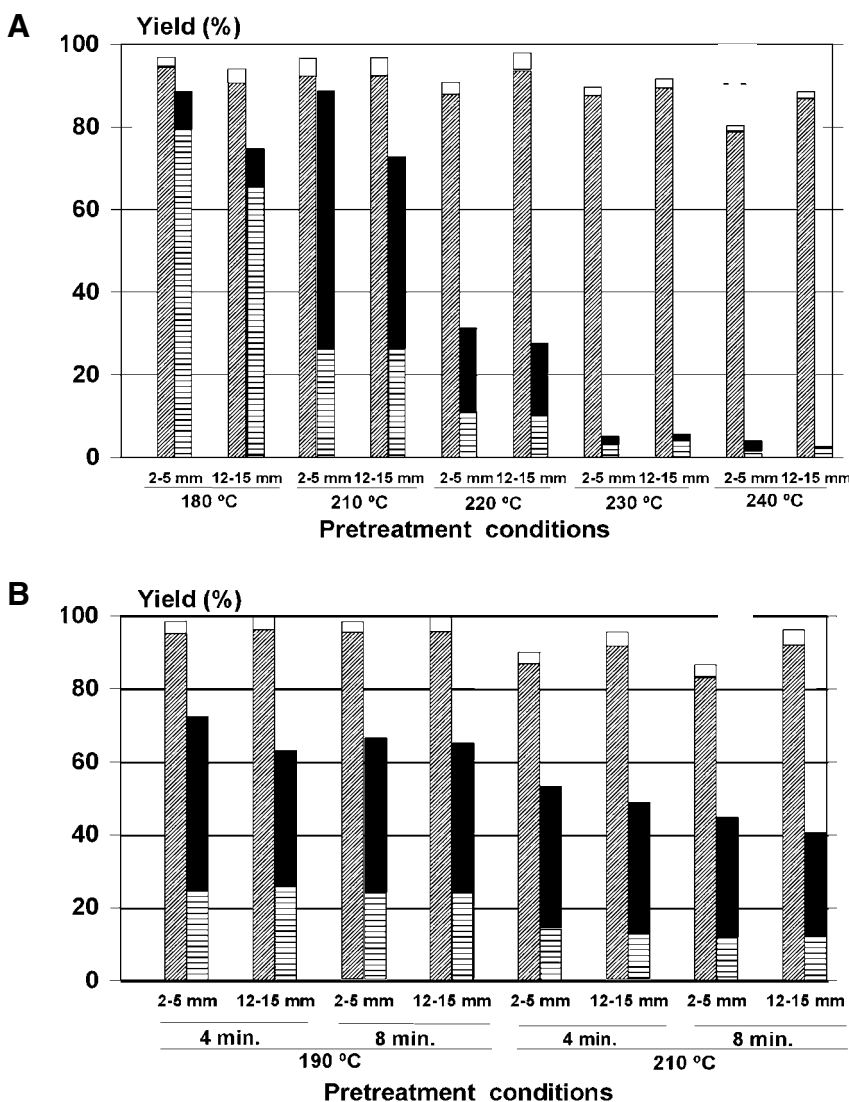 A
Yield (%)
100
80
60
40
20
0
2-5 mm 12-15 mm 2-5 mm 12-15 mm 2-5 mm 12-15 mm 2-5 mm 12-15 mm 2-5 mm 12-15 mm
180 ºC 210 ºC 220 ºC 230 ºC 240 ºC
Pretreatment conditions
B
Yield (%)
100
80
60
40
20
0
2-5 mm 12-15 mm 2-5 mm 12-15 mm 2-5 mm 12-15 mm 2-5 mm 12-15 mm
4 min. 8 min. 4 min. 8 min.
190 ºC 210 ºC
Pretreatment conditions